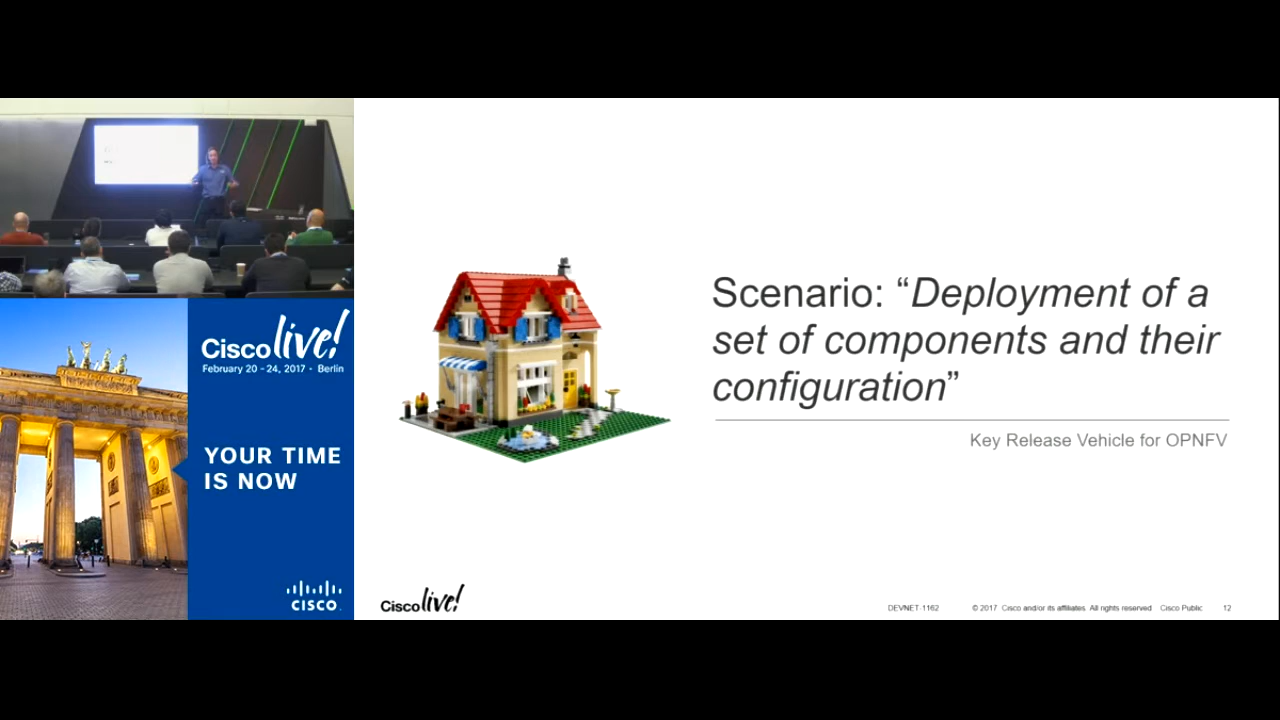 Cisco live!
February 20 - 24, 2017 • Berlin
YOUR TIME
IS NOW
CISCO.
Scenario: “Deployment of a
set of components and their
configuration”
Key Release Vehicle for OPNFV
Cisco live!
DEVNET-1162 © 2017 Cisco and/or its affiliates. All rights reserved Cisco Public 12